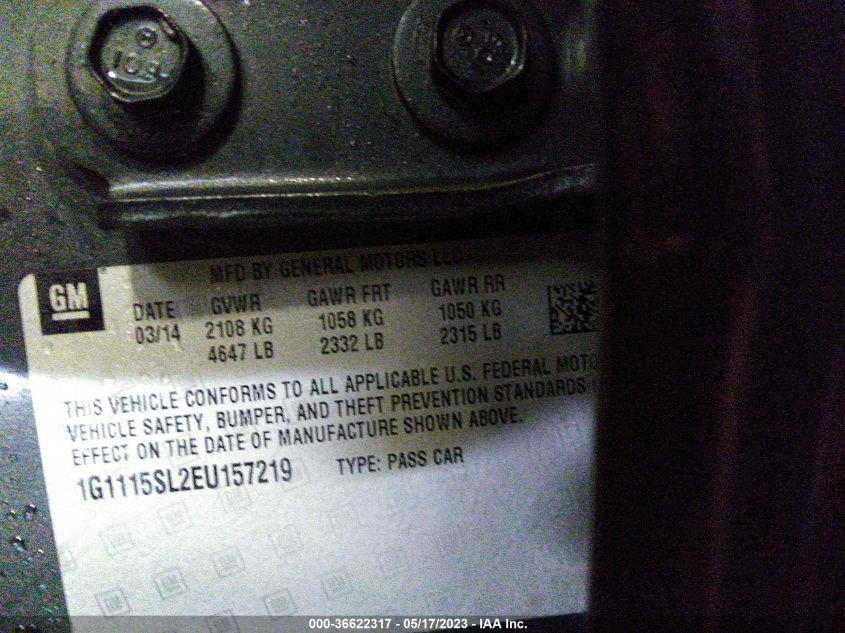 MFD BY GENERAL MOTORS LLC
GM
DATE GVWR GAWR FRT GAWR RR
03/14 2108 KG 1058 KG 1050 KG
4647 LB 2332 LB 2315 LB
THIS VEHICLE CONFORMS TO ALL APPLICABLE U.S. FEDERAL MOTO
VEHICLE SAFETY, BUMPER, AND THEFT PREVENTION STANDARDS
EFFECT ON THE DATE OF MANUFACTURE SHOWN ABOVE.
1G1115SL2EU157219 TYPE: PASS CAR
000-36622317 - 05/17/2023 - IAA Inc.